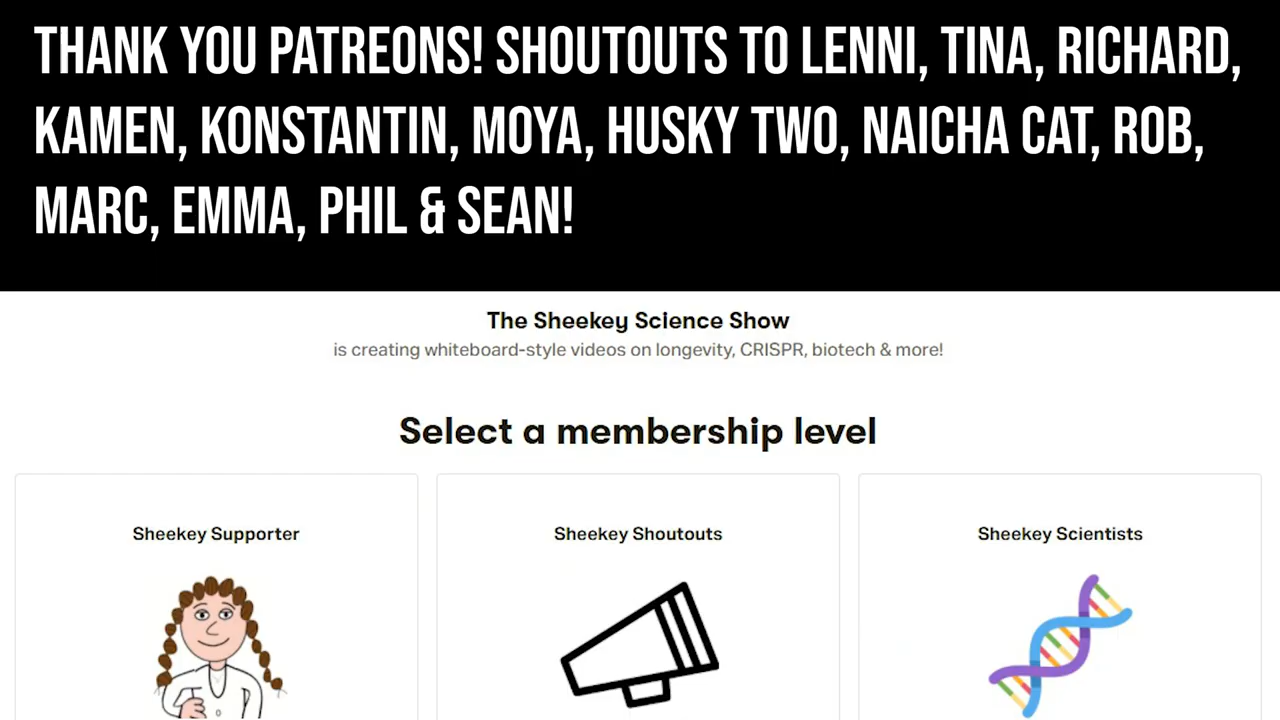 THANK YOU PATREONS! SHOUTOUTS TO LENNI, TINA, RICHARD,
KAMEN, KONSTANTIN, MOYA, HUSKY TWO, NAICHA CAT, ROB,
MARC, EMMA, PHIL & SEAN!
The Sheekey Science Show
is creating whiteboard-style videos on longevity, CRISPR, biotech & more!
Select a membership level
Sheekey Supporter
Sheekey Shoutouts
Sheekey Scientists